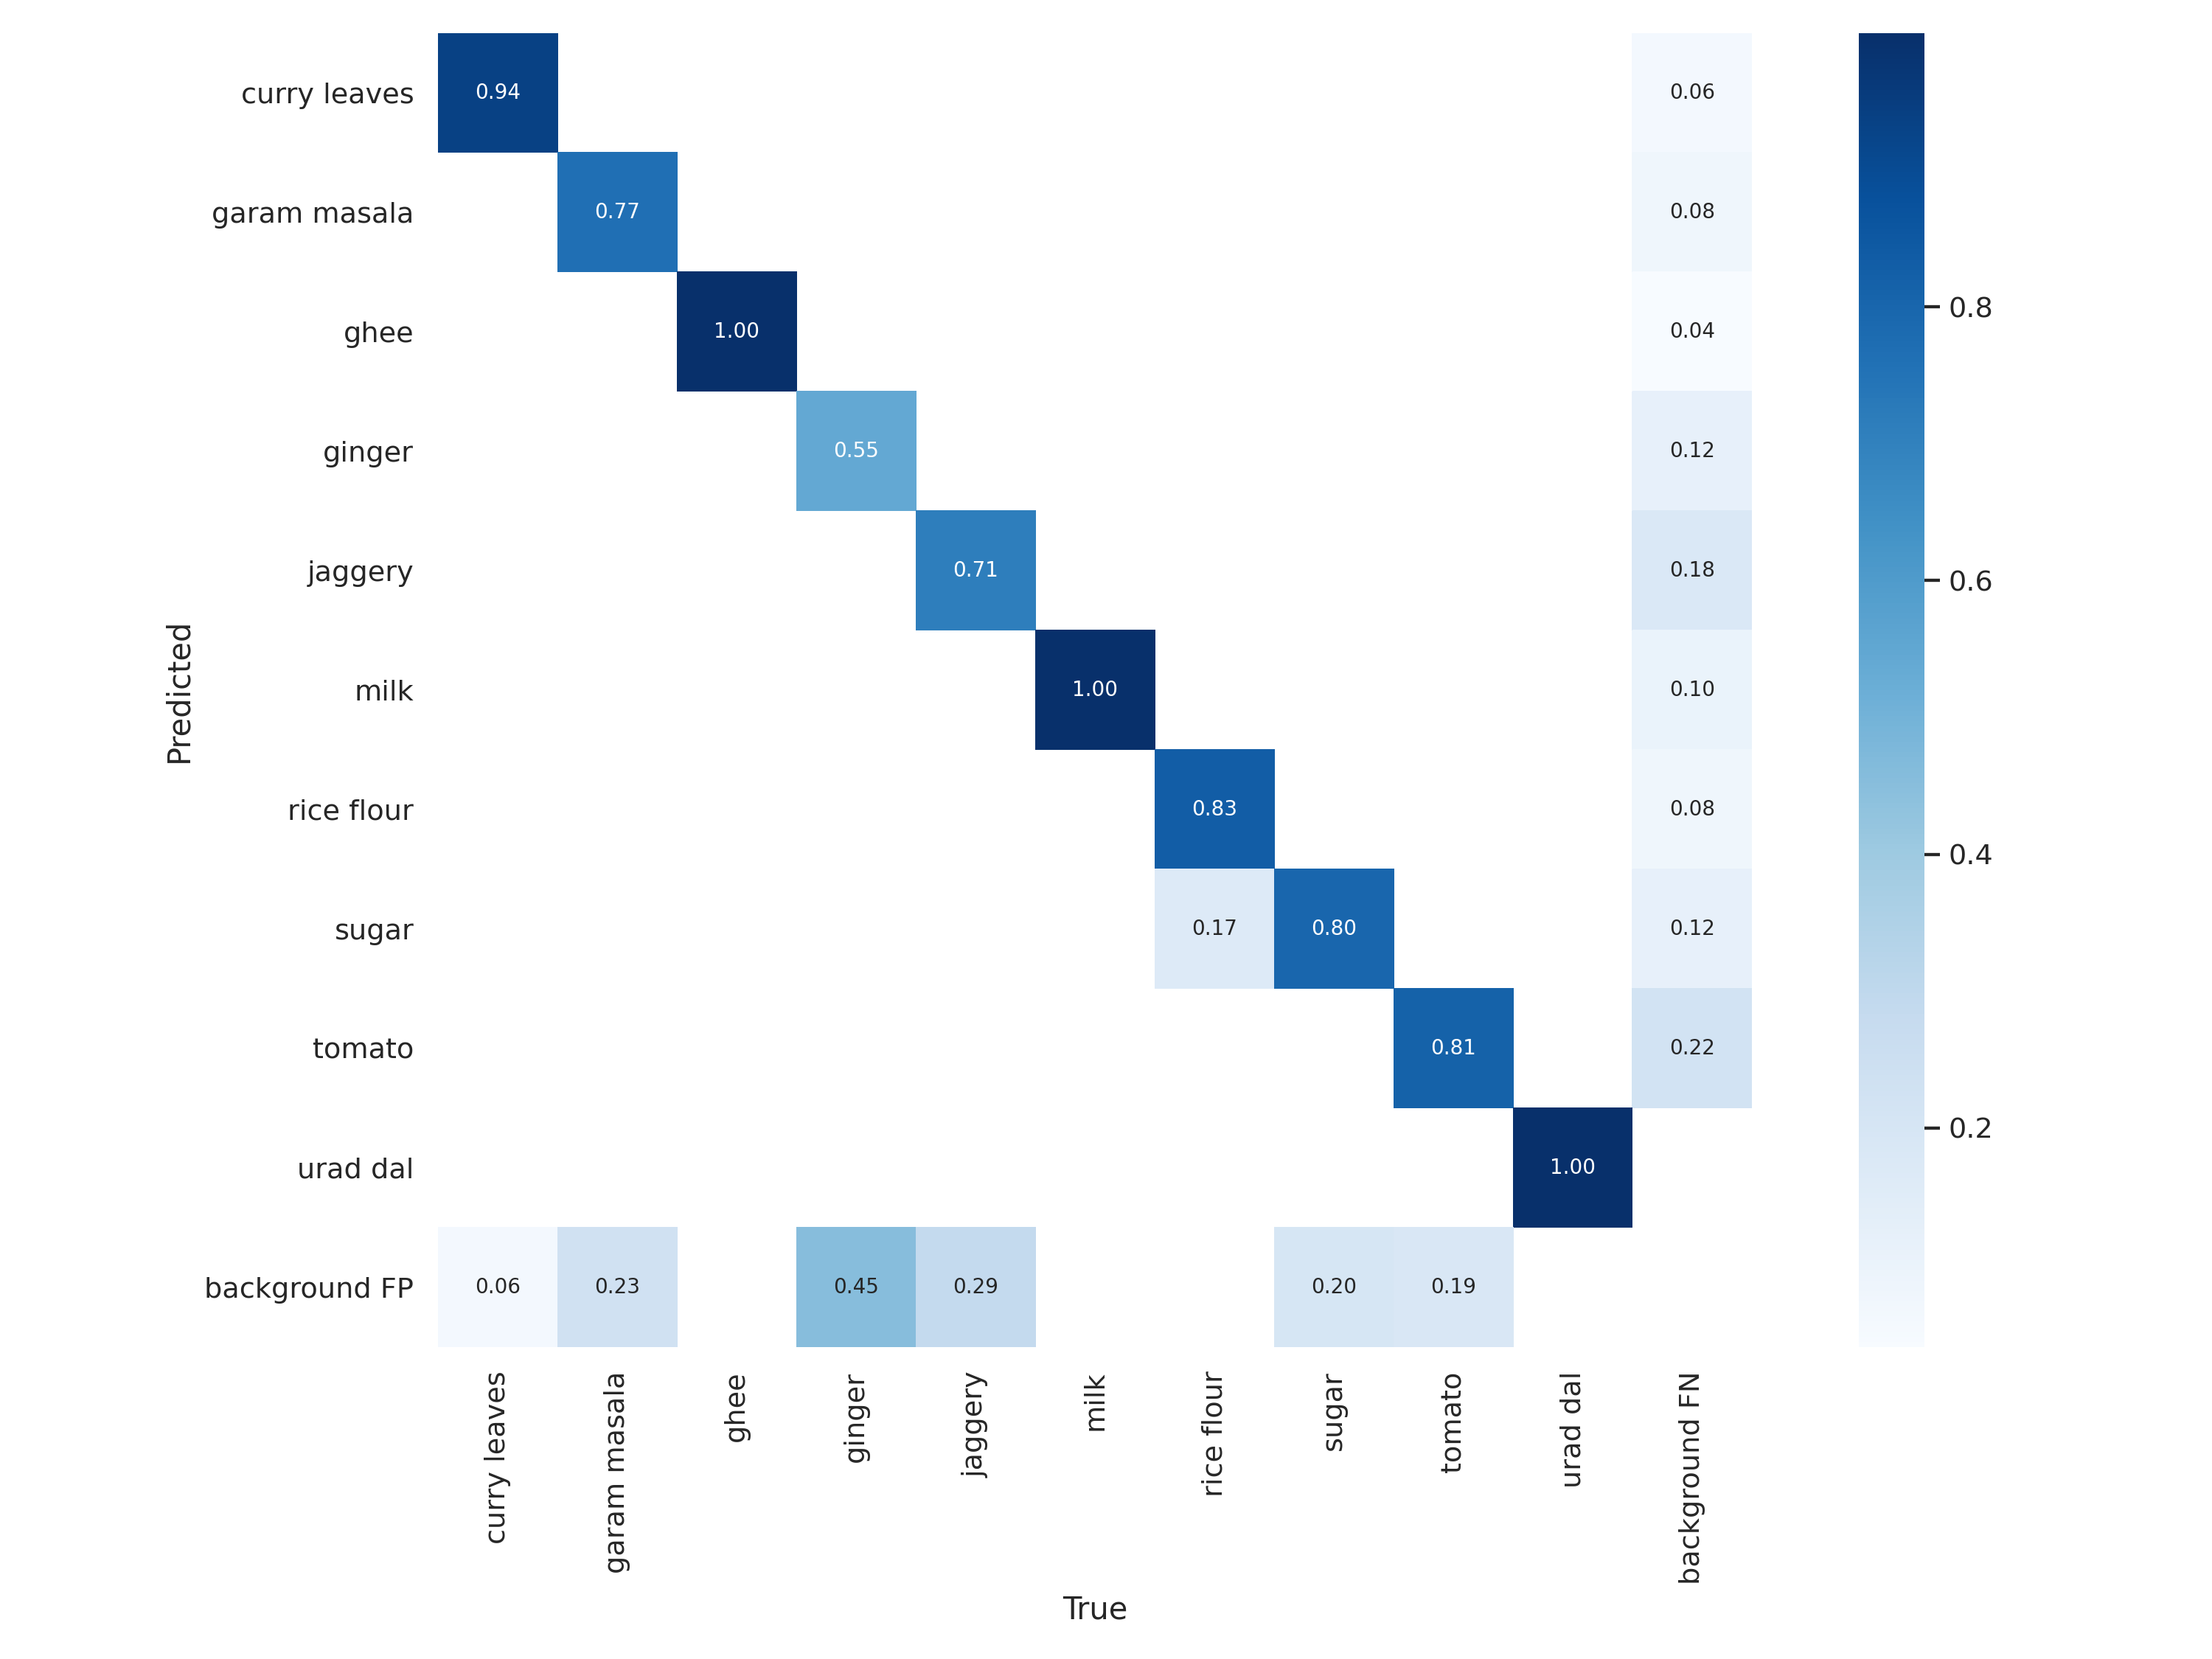 curry leaves 0.94 0.06
garam masala 0.77 0.08
ghee 1.00 0.04
0.8
ginger 0.55 0.12
jaggery 0.71 0.18
0.6
Predicted
milk 1.00 0.10
rice flour 0.83 0.08
0.4
sugar 0.17 0.80 0.12
tomato 0.81 0.22
0.2
urad dal 1.00
background FP 0.06 0.23 0.45 0.29 0.20 0.19
curry leaves
garam masala
ghee
ginger
jaggery
milk
rice flour
sugar
tomato
urad dal
background FN
True